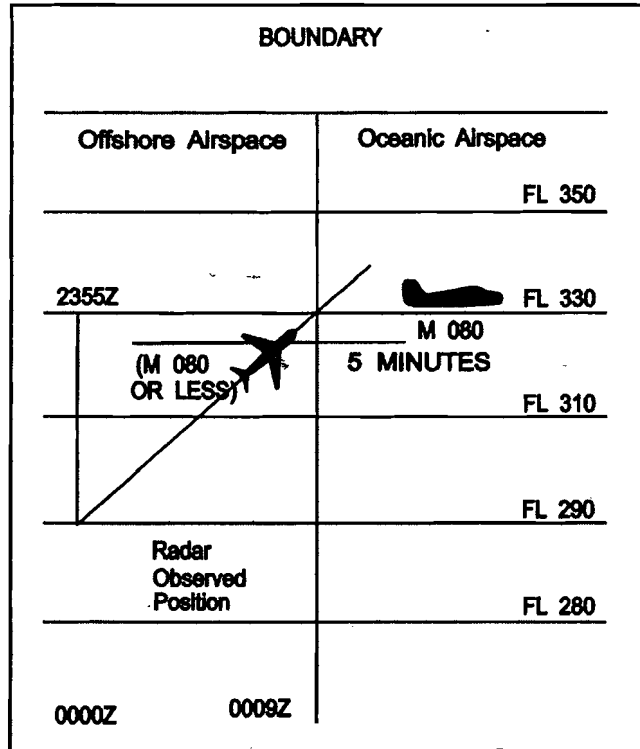 BOUNDARY
Offshore Airspace
Oceanic Airspace
FL 350
2355Z
FL 330
(M 080
OR LESS)
M 080
5 MINUTES
FL 310
FL 290
Radar
Observed
Position
FL 280
0000Z
0009Z